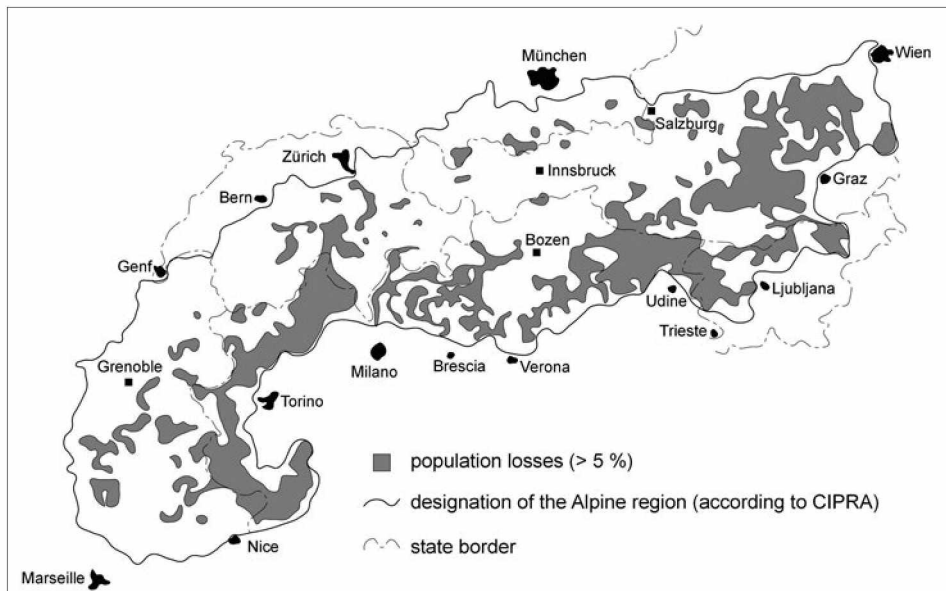 München
Wien
Salzburg
Zürich
Innsbruck
Bern
Graz
Bozen
Genf
Udine
Ljubljana
Trieste
Grenoble
Milano
Brescia
Verona
Torino
population losses (> 5 %)
designation of the Alpine region (according to CIPRA)
Nice
state border
Marseille